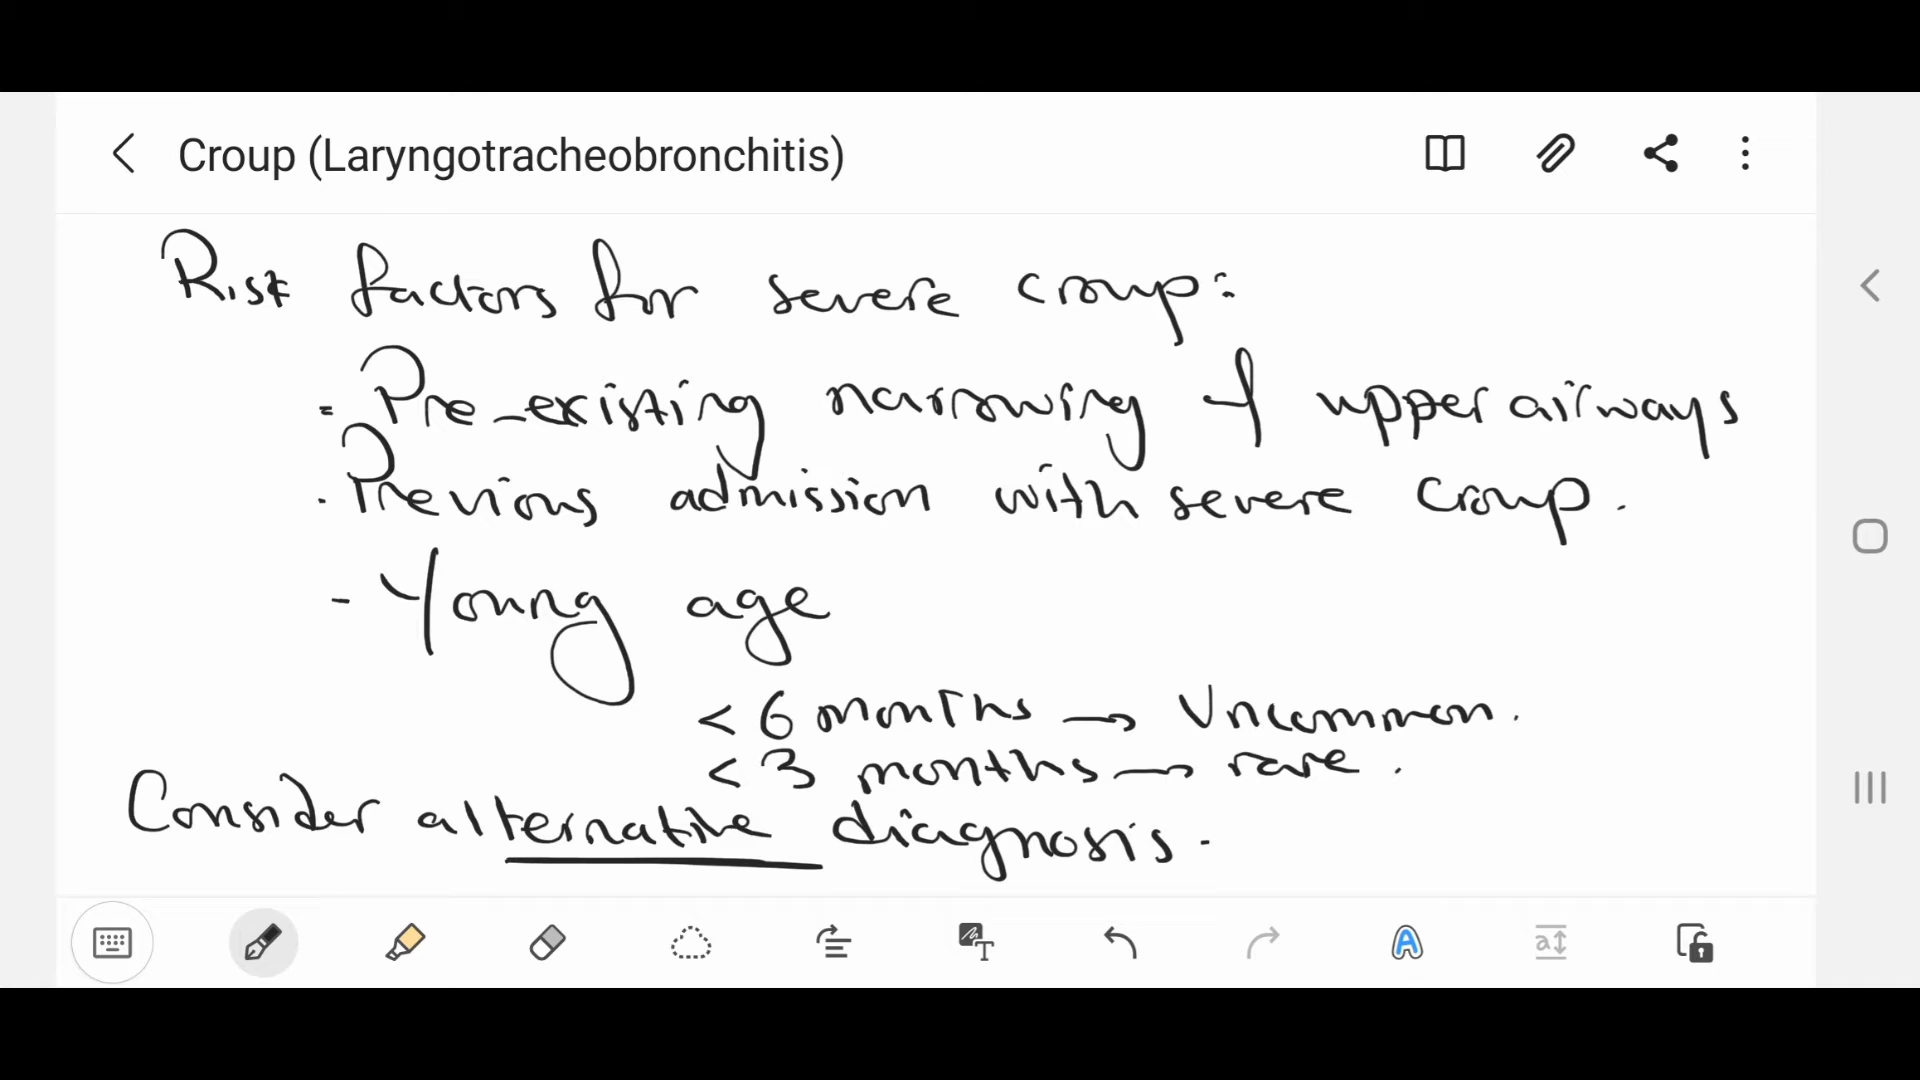 Croup (Laryngotracheobronchitis)
Risk factors for severe croup:
- Pre-existing narrowing of upper airways
. Previous admission with severe croup.
- Young age
< 6 months → Uncommon.
< 3 months → rare.
Consider alternative diagnosis.